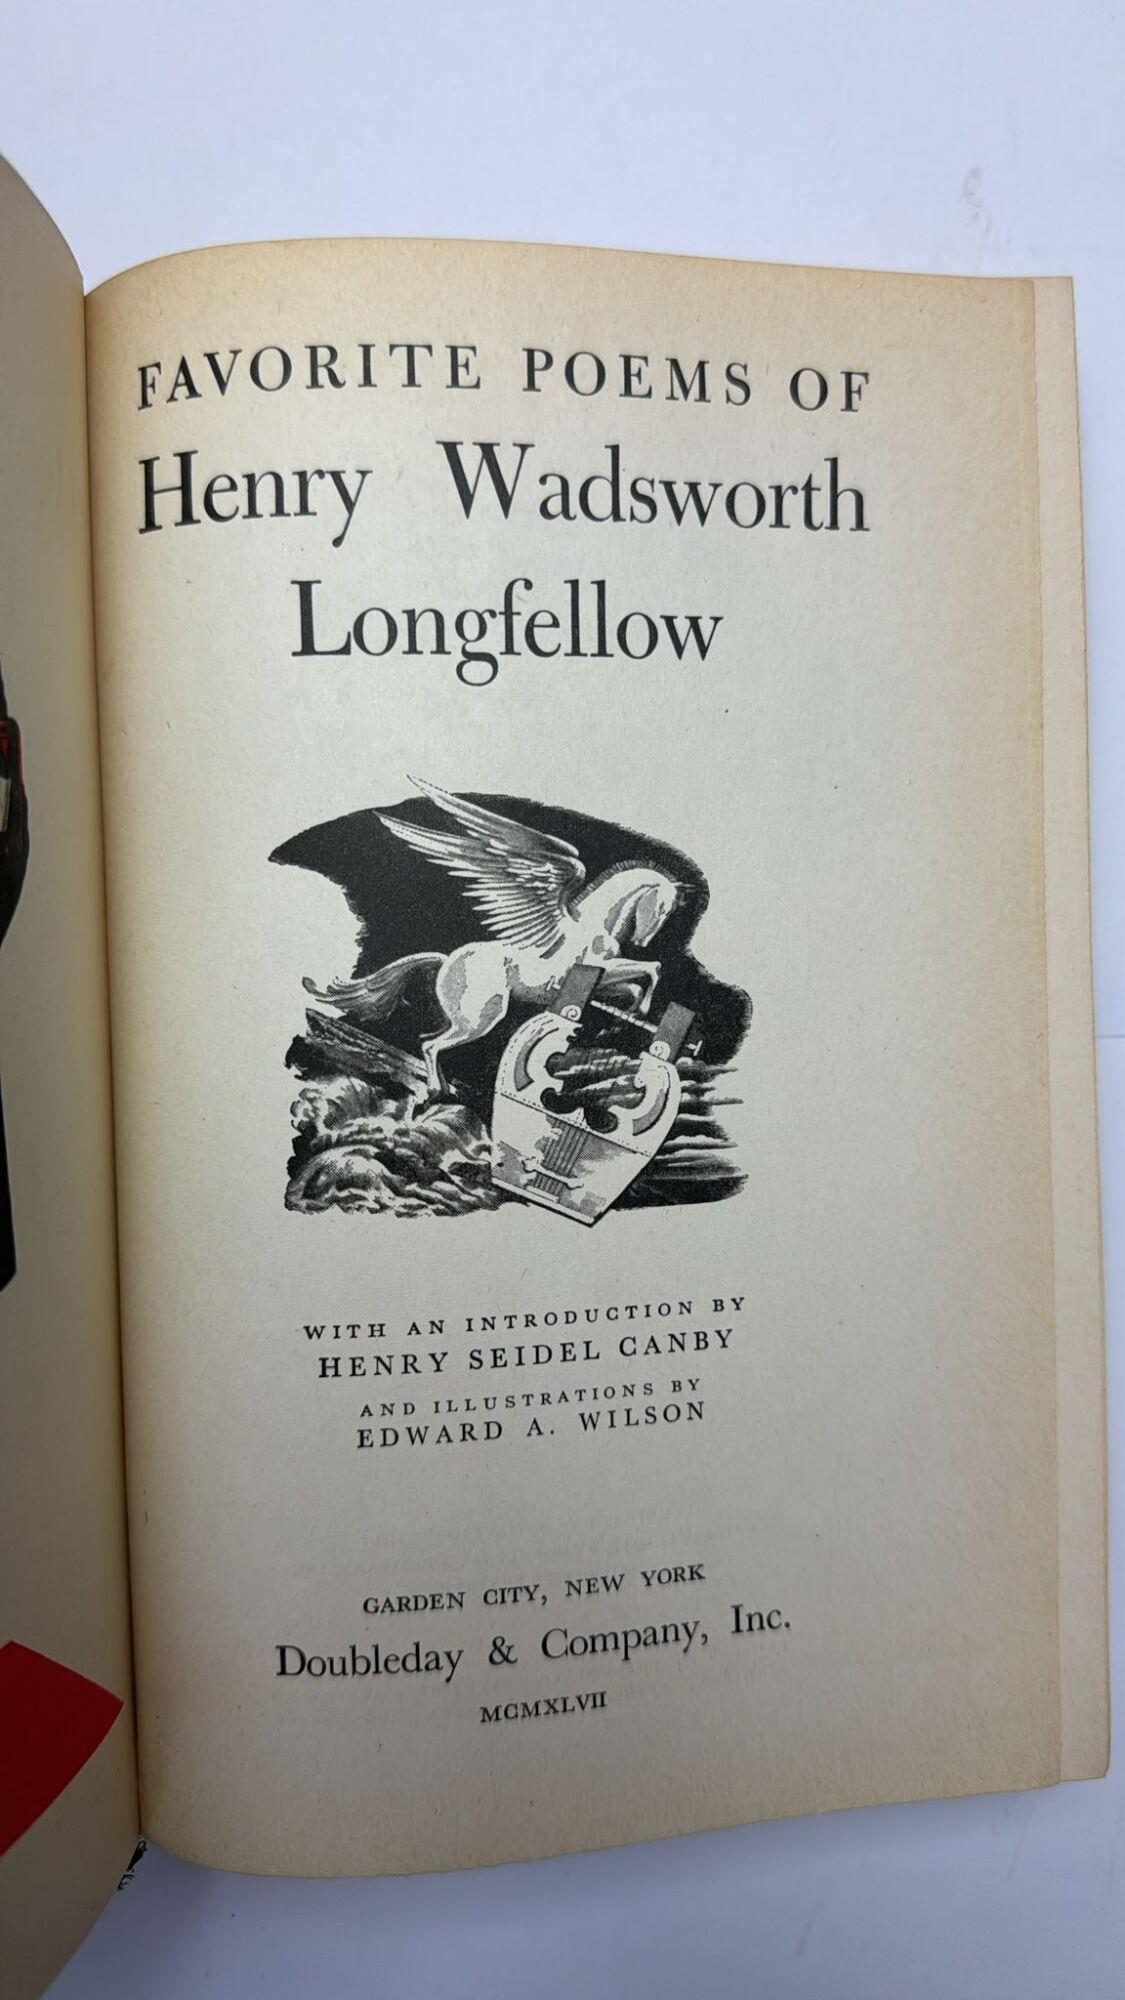 FAVORITE POEMS OF
Henry Wadsworth
Longfellow
WITH AN INTRODUCTION BY
HENRY SEIDEL CANBY
AND ILLUSTRATIONS BY
EDWARD A. WILSON
GARDEN CITY, NEW YORK
Doubleday & Company, Inc.
MCMXLVII